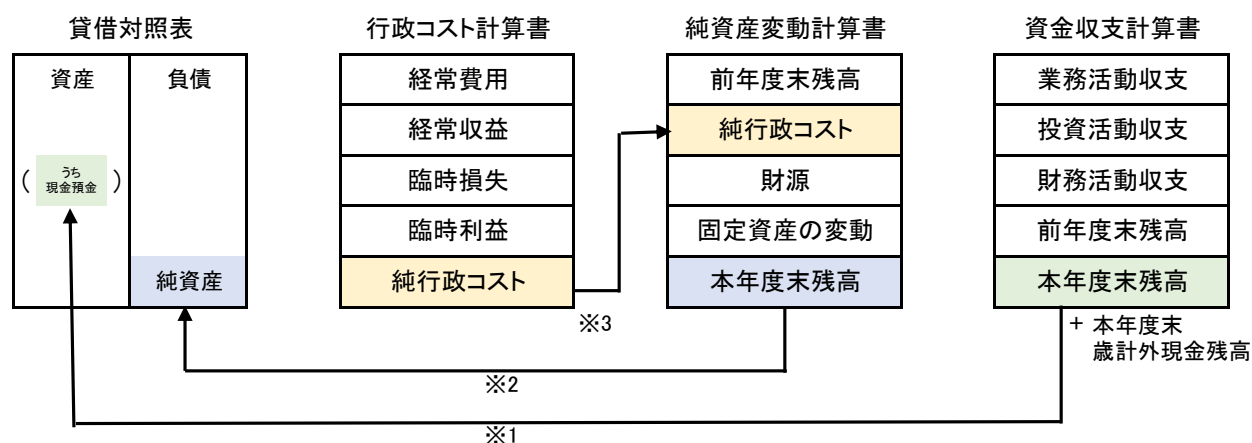 貸借対照表
資産
負債
(うち
現金預金)
純資産
行政コスト計算書
経常費用
経常収益
臨時損失
臨時利益
純行政コスト
純資産変動計算書
前年度末残高
純行政コスト
財源
固定資産の変動
本年度末残高
資金収支計算書
業務活動収支
投資活動収支
財務活動収支
前年度末残高
本年度末残高
+ 本年度末
歳計外現金残高
※3
※2
※1